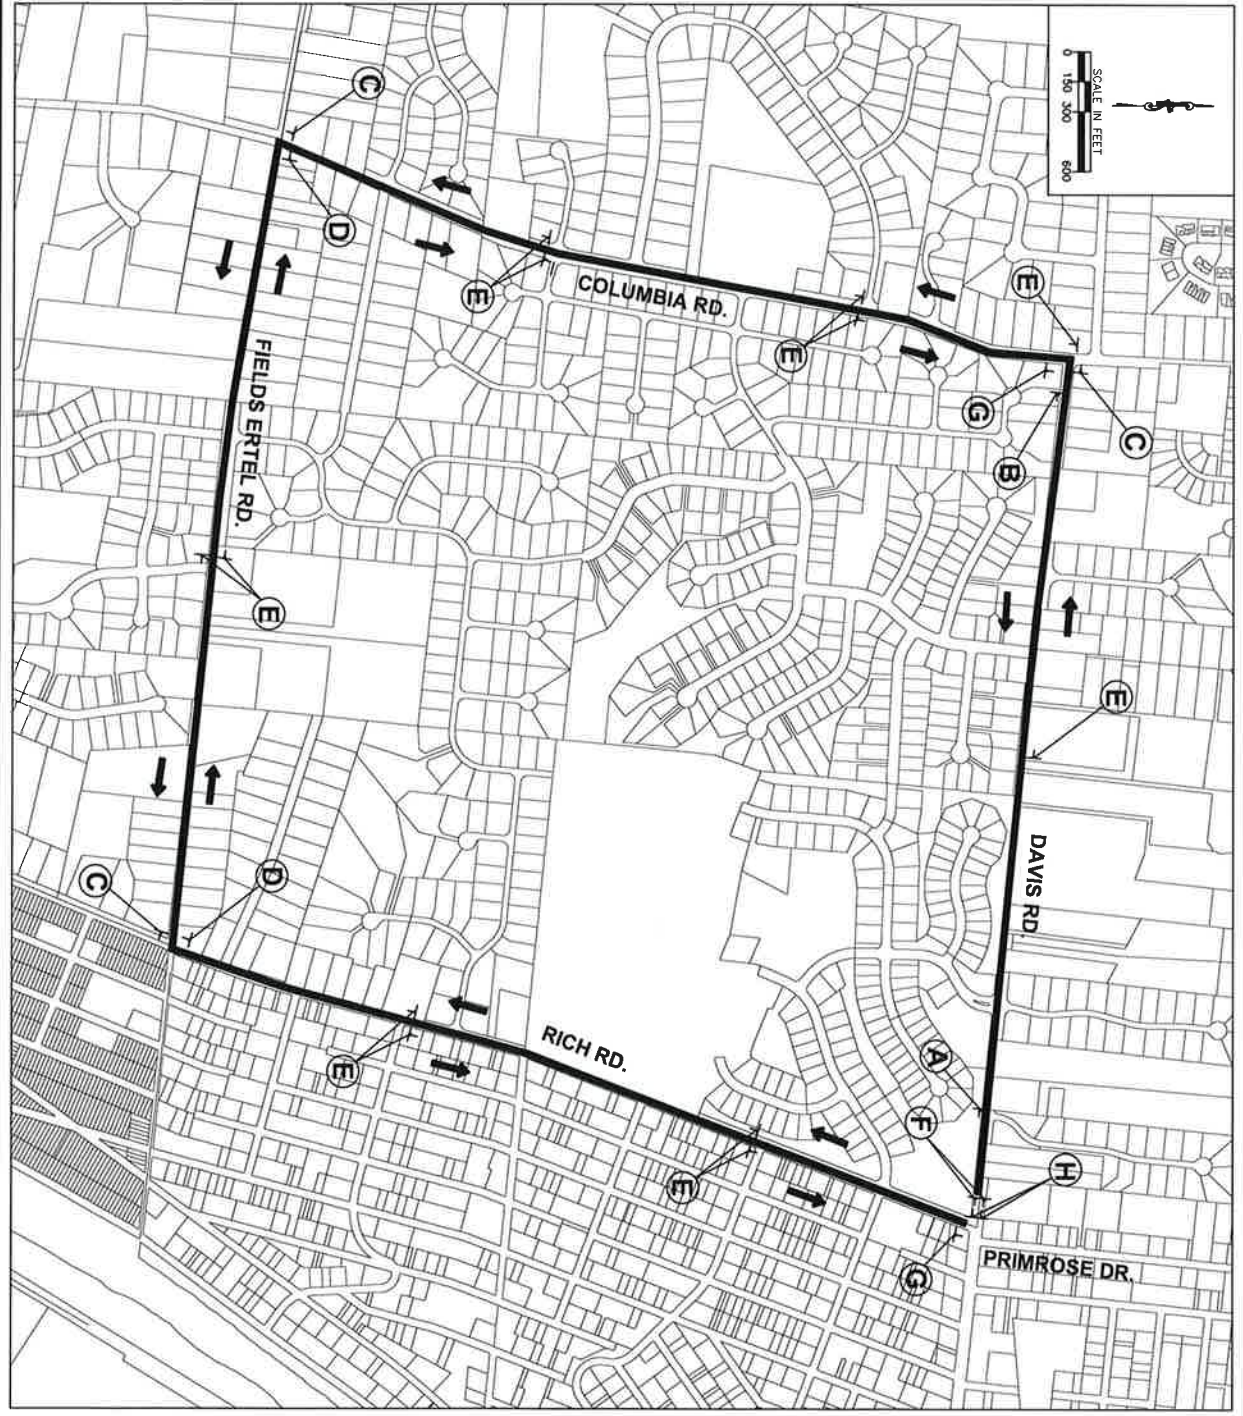 SCALE IN FEET
0 150 300 600
C
D
E
COLUMBIA RD.
E
E
G
B
C
FIELDS ERTEL RD.
E
E
DAVIS RD.
C
D
E
RICH RD.
A
F
H
E
G
PRIMROSE DR.